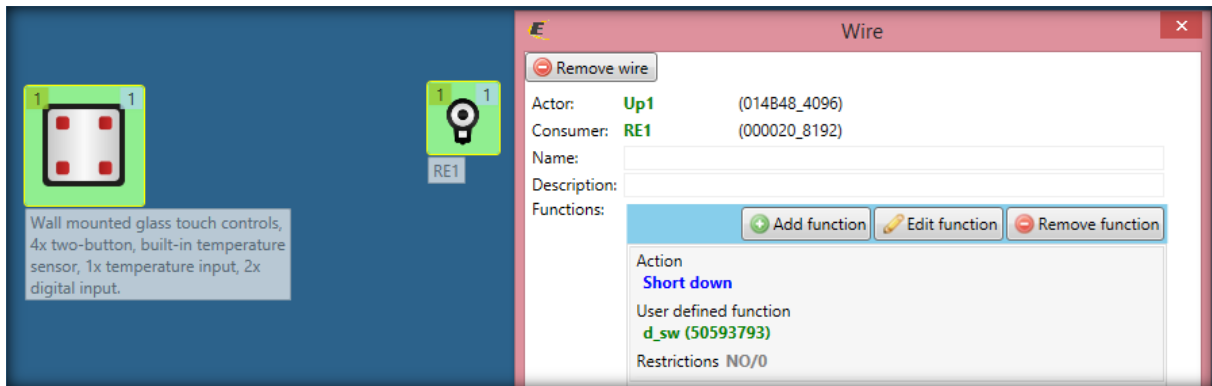 1 1
Wall mounted glass touch controls,
4x two-button, built-in temperature
sensor, 1x temperature input, 2x
digital input.
1 1
RE1
E
Wire
Remove wire
Actor: Up1 (014B48_4096)
Consumer: RE1 (000020_8192)
Name:
Description:
Functions:
Add function Edit function Remove function
Action
Short down
User defined function
d_sw (50593793)
Restrictions NO/0